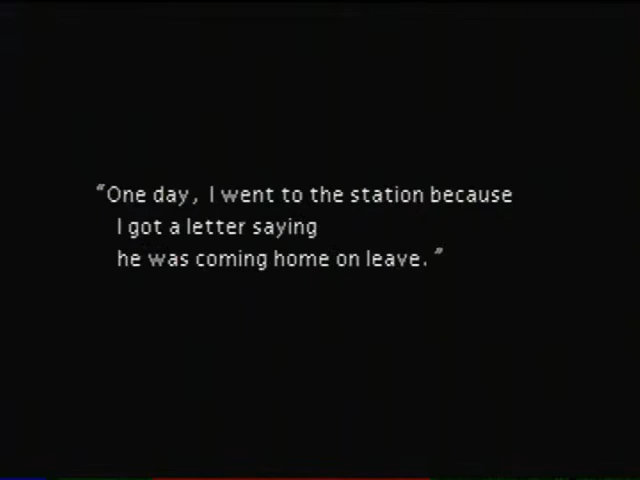 “One day, I went to the station because
I got a letter saying
he was coming home on leave.”